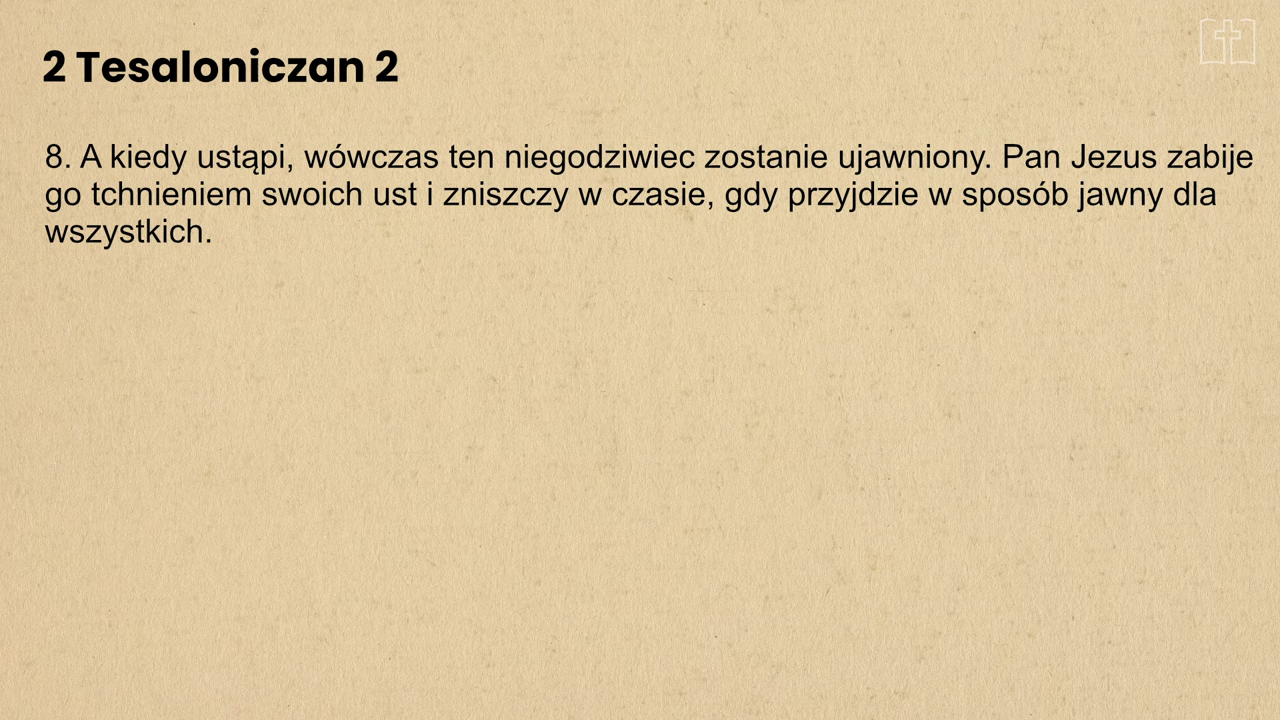 2 Tesaloniczan 2
8. A kiedy ustąpi, wówczas ten niegodziwiec zostanie ujawniony. Pan Jezus zabije
go tchnieniem swoich ust i zniszczy w czasie, gdy przyjdzie w sposób jawny dla
wszystkich.